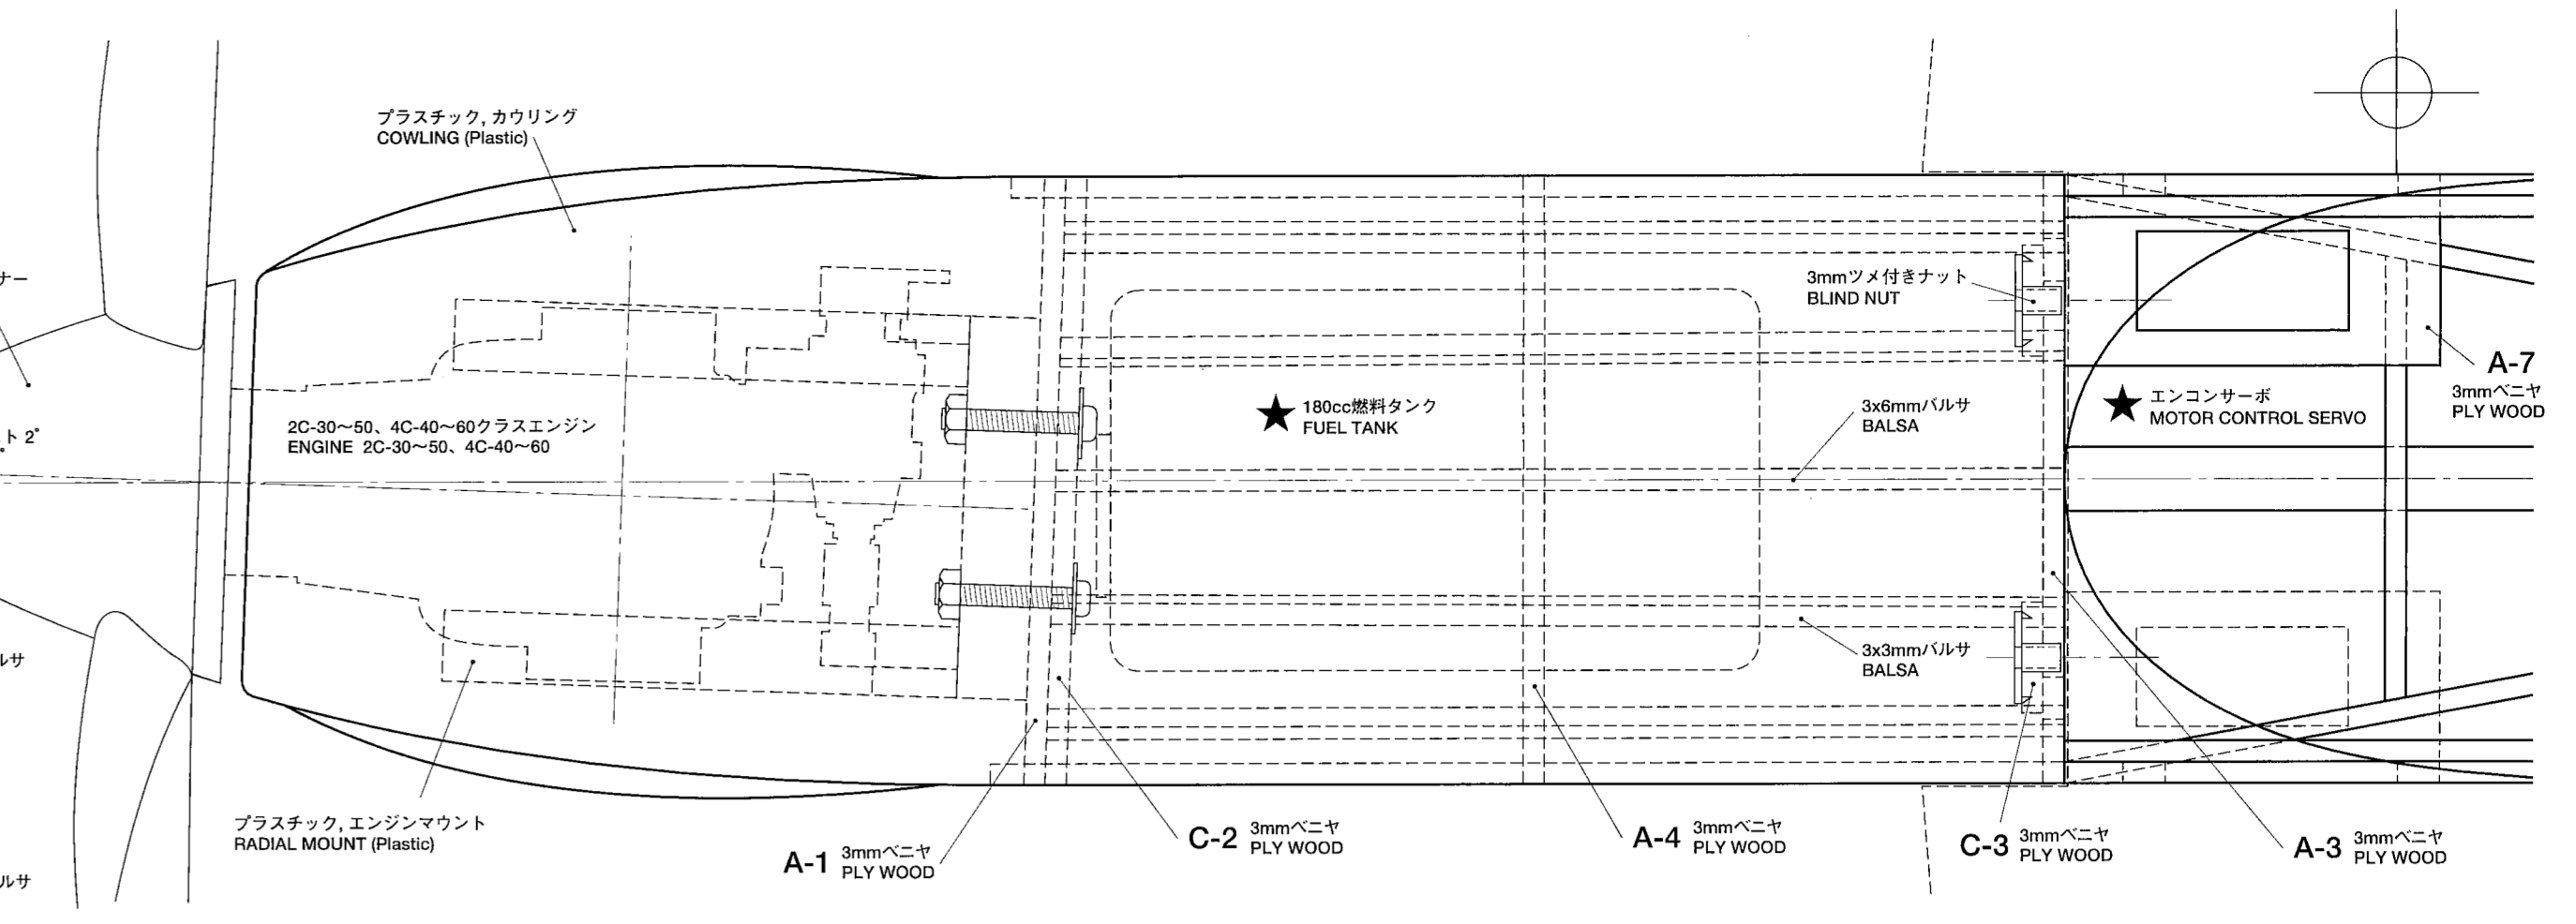 プラスチック, カウリング
COWLING (Plastic)
ナー
3mmツメ付きナット
BLIND NUT
A-7
3mmベニヤ
PLY WOOD
2C-30～50、4C-40～60クラスエンジン
ENGINE 2C-30～50、4C-40～60
★ 180cc燃料タンク
FUEL TANK
3x6mmバルサ
BALSA
★ エンコンサーボ
MOTOR CONTROL SERVO
ト 2°
°
3x3mmバルサ
BALSA
ルサ
プラスチック, エンジンマウント
RADIAL MOUNT (Plastic)
A-1 3mmベニヤ
PLY WOOD
C-2 3mmベニヤ
PLY WOOD
A-4 3mmベニヤ
PLY WOOD
C-3 3mmベニヤ
PLY WOOD
A-3 3mmベニヤ
PLY WOOD
ルサ